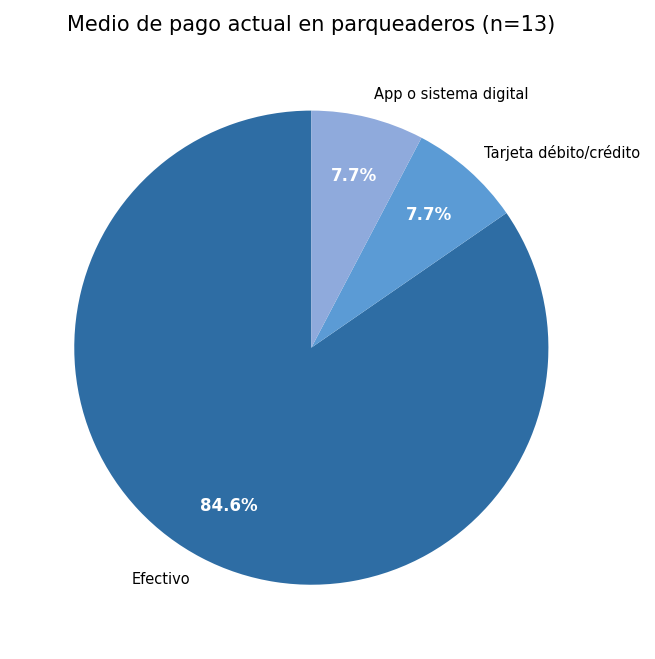 Medio de pago actual en parqueaderos (n=13)
App o sistema digital
Tarjeta débito/crédito
7.7%
7.7%
84.6%
Efectivo